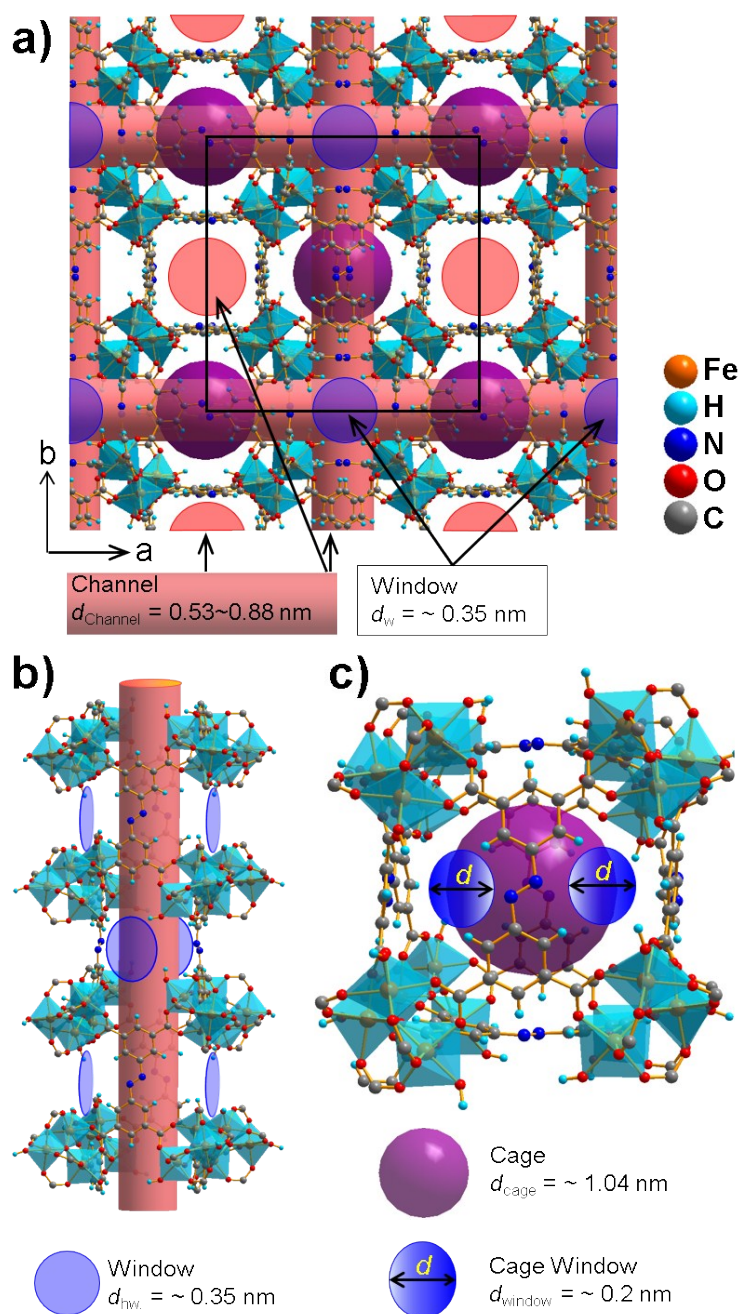 a)
Fe
H
N
O
C
b
a
Channel
dChannel = 0.53~0.88 nm
Window
dw = ~ 0.35 nm
b)
c)
d
d
Cage
dcage = ~ 1.04 nm
Window
dhw. = ~ 0.35 nm
d
Cage Window
dwindow = ~ 0.2 nm